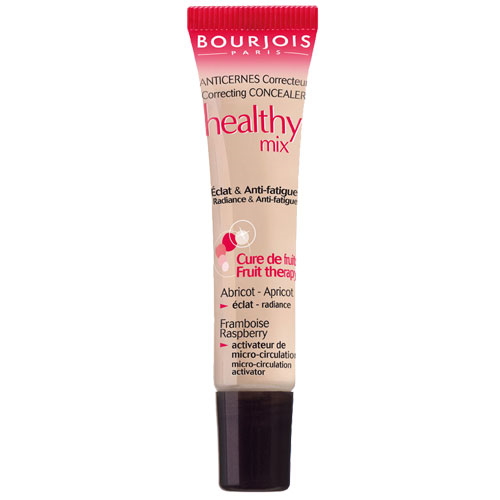 BOURJOIS
PARIS
ANTICERNES Correcteur
Correcting CONCEALER
healthy
mix
Éclat & Anti-fatigue
Radiance & Anti-fatigue
Cure de fruits
Fruit therapy
Abricot - Apricot
► éclat - radiance
Framboise
Raspberry
► activateur de
micro-circulation
micro-circulation
activator